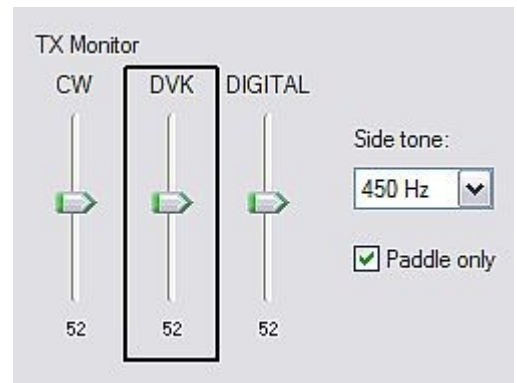 TX Monitor
CW DVK DIGITAL
Side tone:
450 Hz
Paddle only
52 52 52